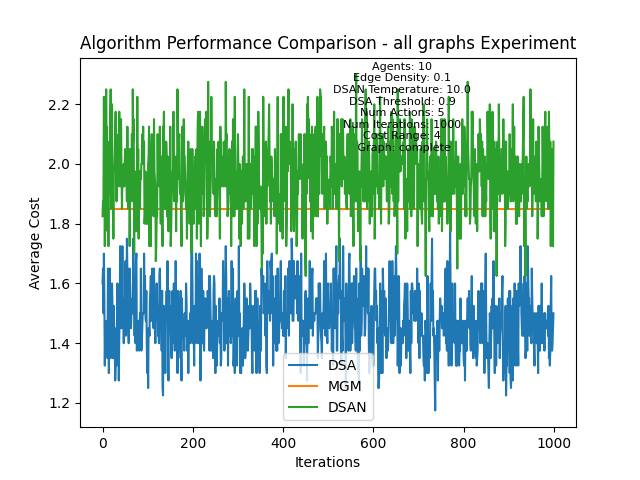 Algorithm Performance Comparison - all graphs Experiment
Agents: 10
Edge Density: 0.1
DSAN Temperature: 10.0
DSA Threshold: 0.9
Num Actions: 5
Num Iterations: 1000
Cost Range: 4
Graph: complete
Average Cost
2.2
2.0
1.8
1.6
1.4
1.2
DSA
MGM
DSAN
0
200
400
600
800
1000
Iterations